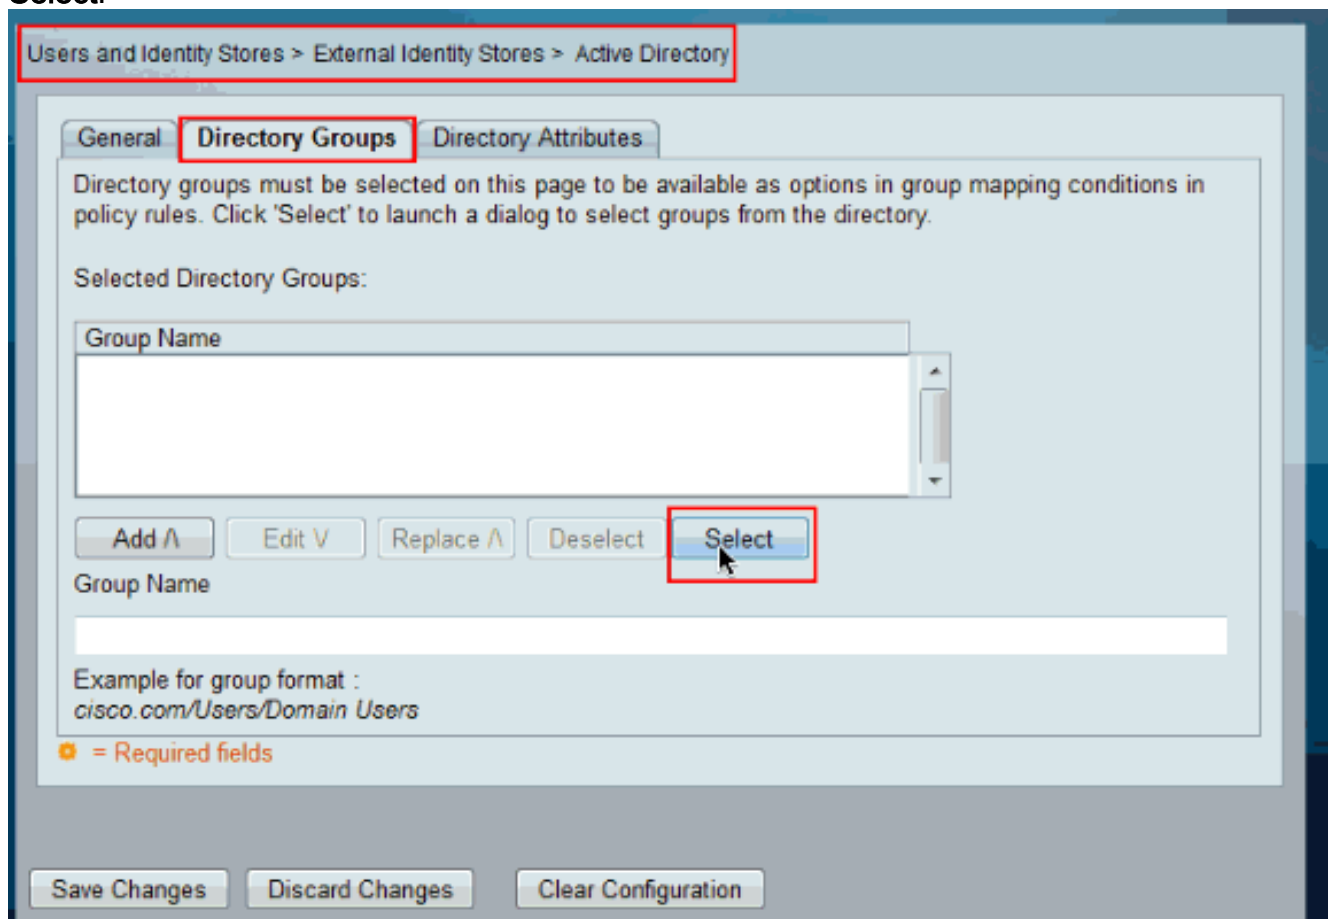 Select.
Users and Identity Stores > External Identity Stores > Active Directory
General
Directory Groups
Directory Attributes
Directory groups must be selected on this page to be available as options in group mapping conditions in
policy rules. Click 'Select' to launch a dialog to select groups from the directory.
Selected Directory Groups:
Group Name
Add /\ Edit V Replace /\ Deselect Select
Group Name
Example for group format :
cisco.com/Users/Domain Users
= Required fields
Save Changes Discard Changes Clear Configuration